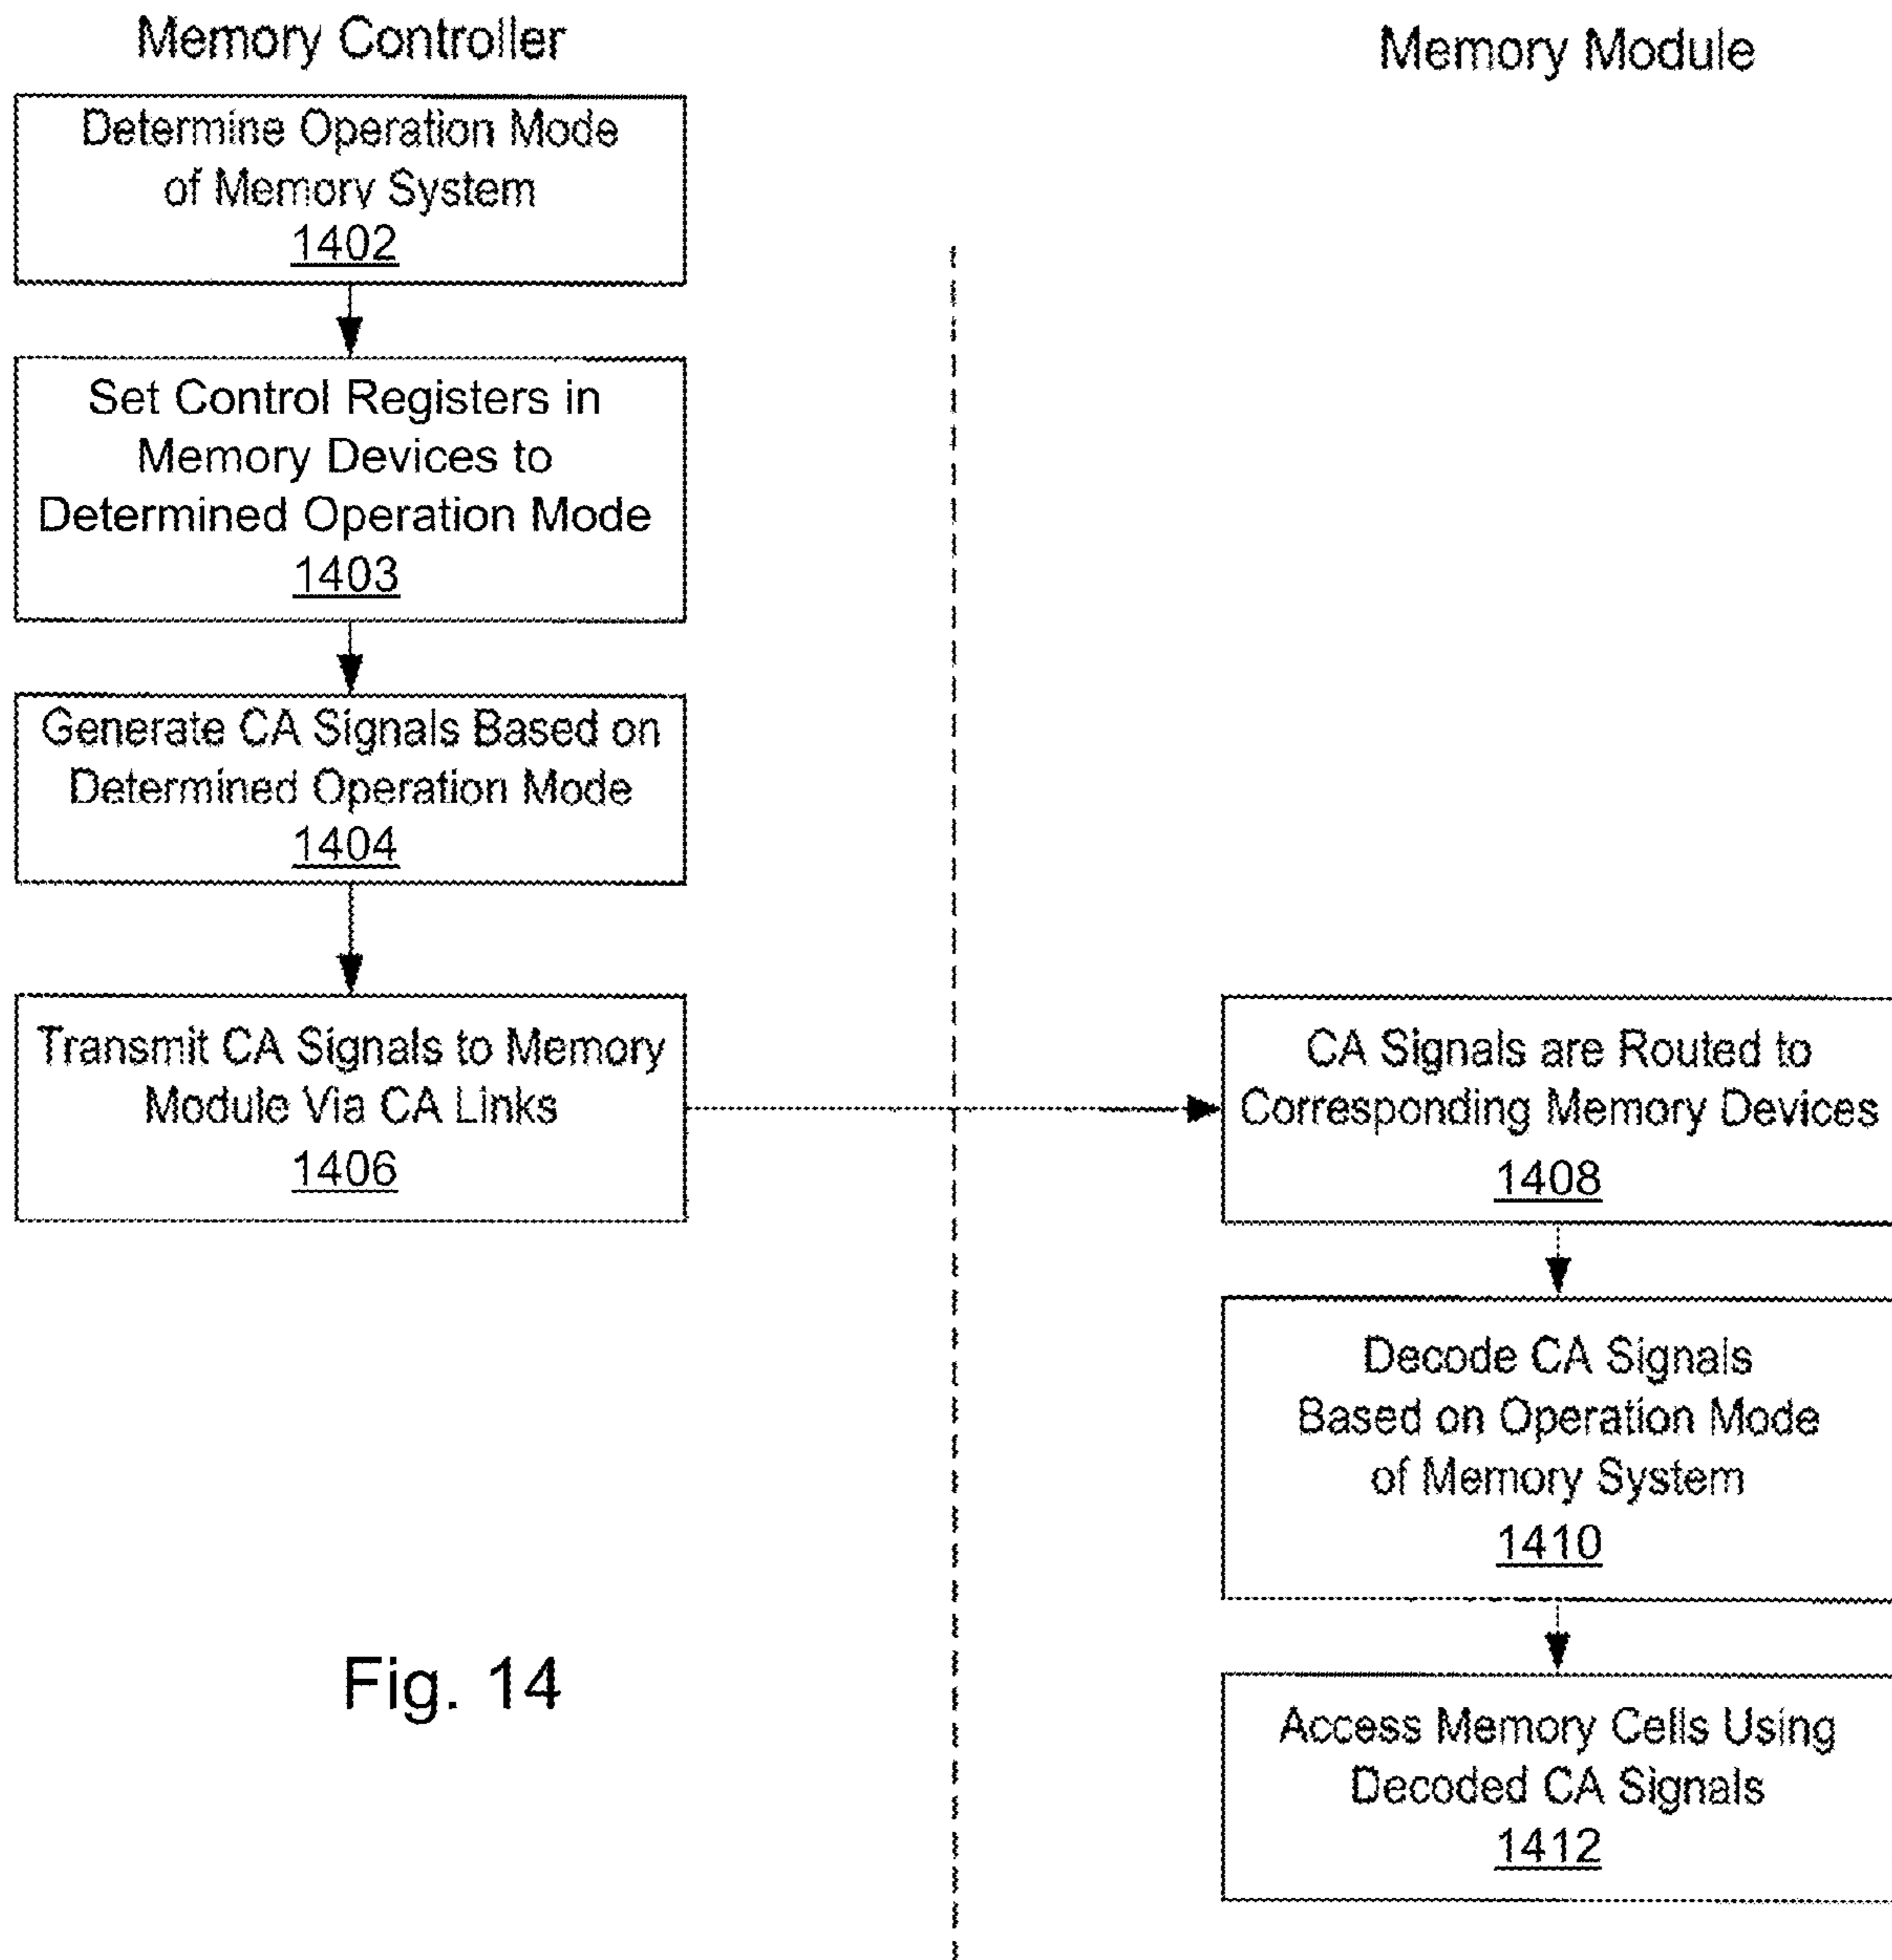 Memory Controller
Determine Operation Mode
of Memory System
1402
Set Control Registers in
Memory Devices to
Determined Operation Mode
1403
Generate CA Signals Based on
Determined Operation Mode
1404
Transmit CA Signals to Memory
Module Via CA Links
1406
Memory Module
CA Signals are Routed to
Corresponding Memory Devices
1408
Decode CA Signals
Based on Operation Mode
of Memory System
1410
Access Memory Cells Using
Decoded CA Signals
1412
Fig. 14